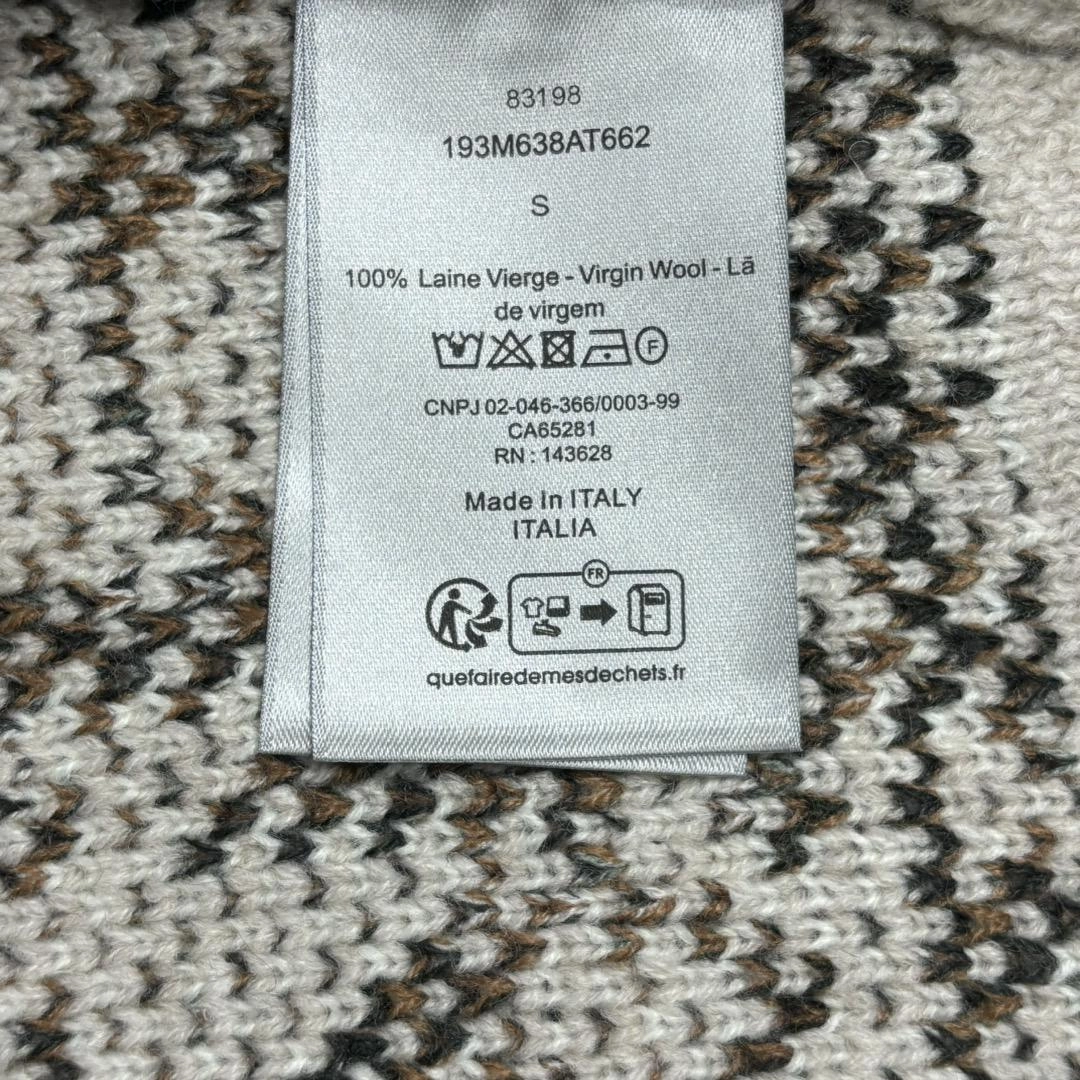 83198
193M638AT662
S
100% Laine Vierge - Virgin Wool - Lā
de virgem
F
CNPJ 02-046-366/0003-99
CA65281
RN : 143628
Made In ITALY
ITALIA
FR
quefairedemesdechets.fr